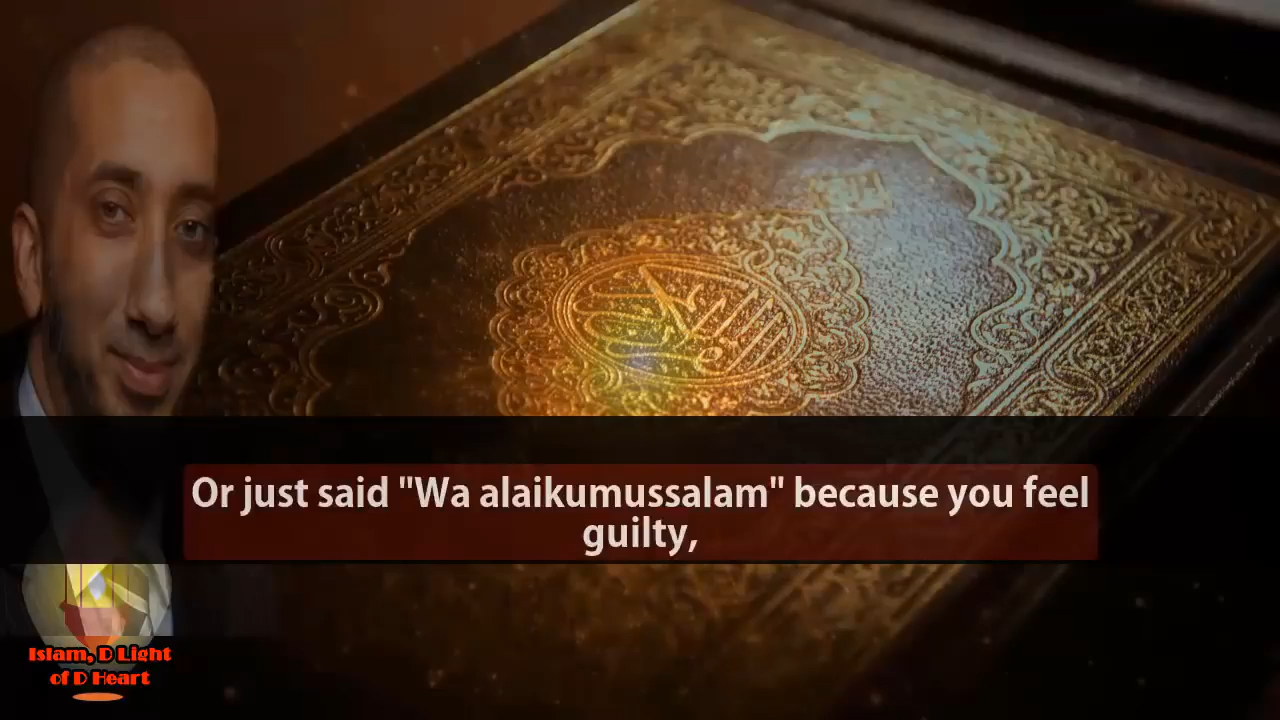 Or just said "Wa alaikumussalam" because you feel
guilty,
Islam, D Light
of D Heart